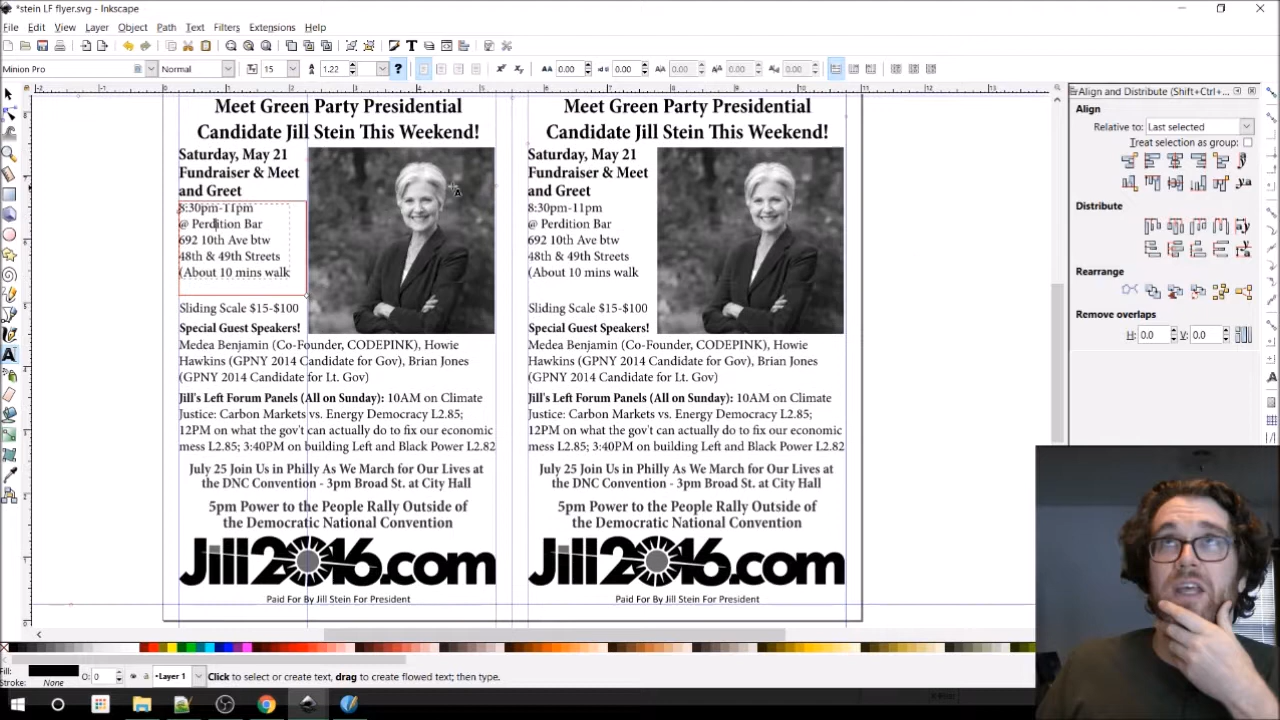 *stein LF flyer.svg - Inkscape
File Edit View Layer Object Path Text Filters Extensions Help
Minion Pro Normal 15 1.22 0.00 0.00 0.00 0.00 0.00
Meet Green Party Presidential
Candidate Jill Stein This Weekend!
Saturday, May 21
Fundraiser & Meet
and Greet
8:30pm-11pm
@ Perdition Bar
692 10th Ave btw
48th & 49th Streets
(About 10 mins walk
Sliding Scale $15-$100
Special Guest Speakers!
Medea Benjamin (Co-Founder, CODEPINK), Howie
Hawkins (GPNY 2014 Candidate for Gov), Brian Jones
(GPNY 2014 Candidate for Lt. Gov)
Jill's Left Forum Panels (All on Sunday): 10AM on Climate
Justice: Carbon Markets vs. Energy Democracy L2.85;
12PM on what the gov't can actually do to fix our economic
mess L2.85; 3:40PM on building Left and Black Power L2.82
July 25 Join Us in Philly As We March for Our Lives at
the DNC Convention - 3pm Broad St. at City Hall
5pm Power to the People Rally Outside of
the Democratic National Convention
Jill2016.com
Paid For By Jill Stein For President
Meet Green Party Presidential
Candidate Jill Stein This Weekend!
Saturday, May 21
Fundraiser & Meet
and Greet
8:30pm-11pm
@ Perdition Bar
692 10th Ave btw
48th & 49th Streets
(About 10 mins walk
Sliding Scale $15-$100
Special Guest Speakers!
Medea Benjamin (Co-Founder, CODEPINK), Howie
Hawkins (GPNY 2014 Candidate for Gov), Brian Jones
(GPNY 2014 Candidate for Lt. Gov)
Jill's Left Forum Panels (All on Sunday): 10AM on Climate
Justice: Carbon Markets vs. Energy Democracy L2.85;
12PM on what the gov't can actually do to fix our economic
mess L2.85; 3:40PM on building Left and Black Power L2.82
July 25 Join Us in Philly As We March for Our Lives at
the DNC Convention - 3pm Broad St. at City Hall
5pm Power to the People Rally Outside of
the Democratic National Convention
Jill2016.com
Paid For By Jill Stein For President
Align and Distribute (Shift+Ctrl+...
Align
Relative to: Last selected
Treat selection as group:
Distribute
Rearrange
Remove overlaps
H: 0.0 V: 0.0
Fill:
Stroke: None
O: 0
Layer 1
Click to select or create text, drag to create flowed text; then type.